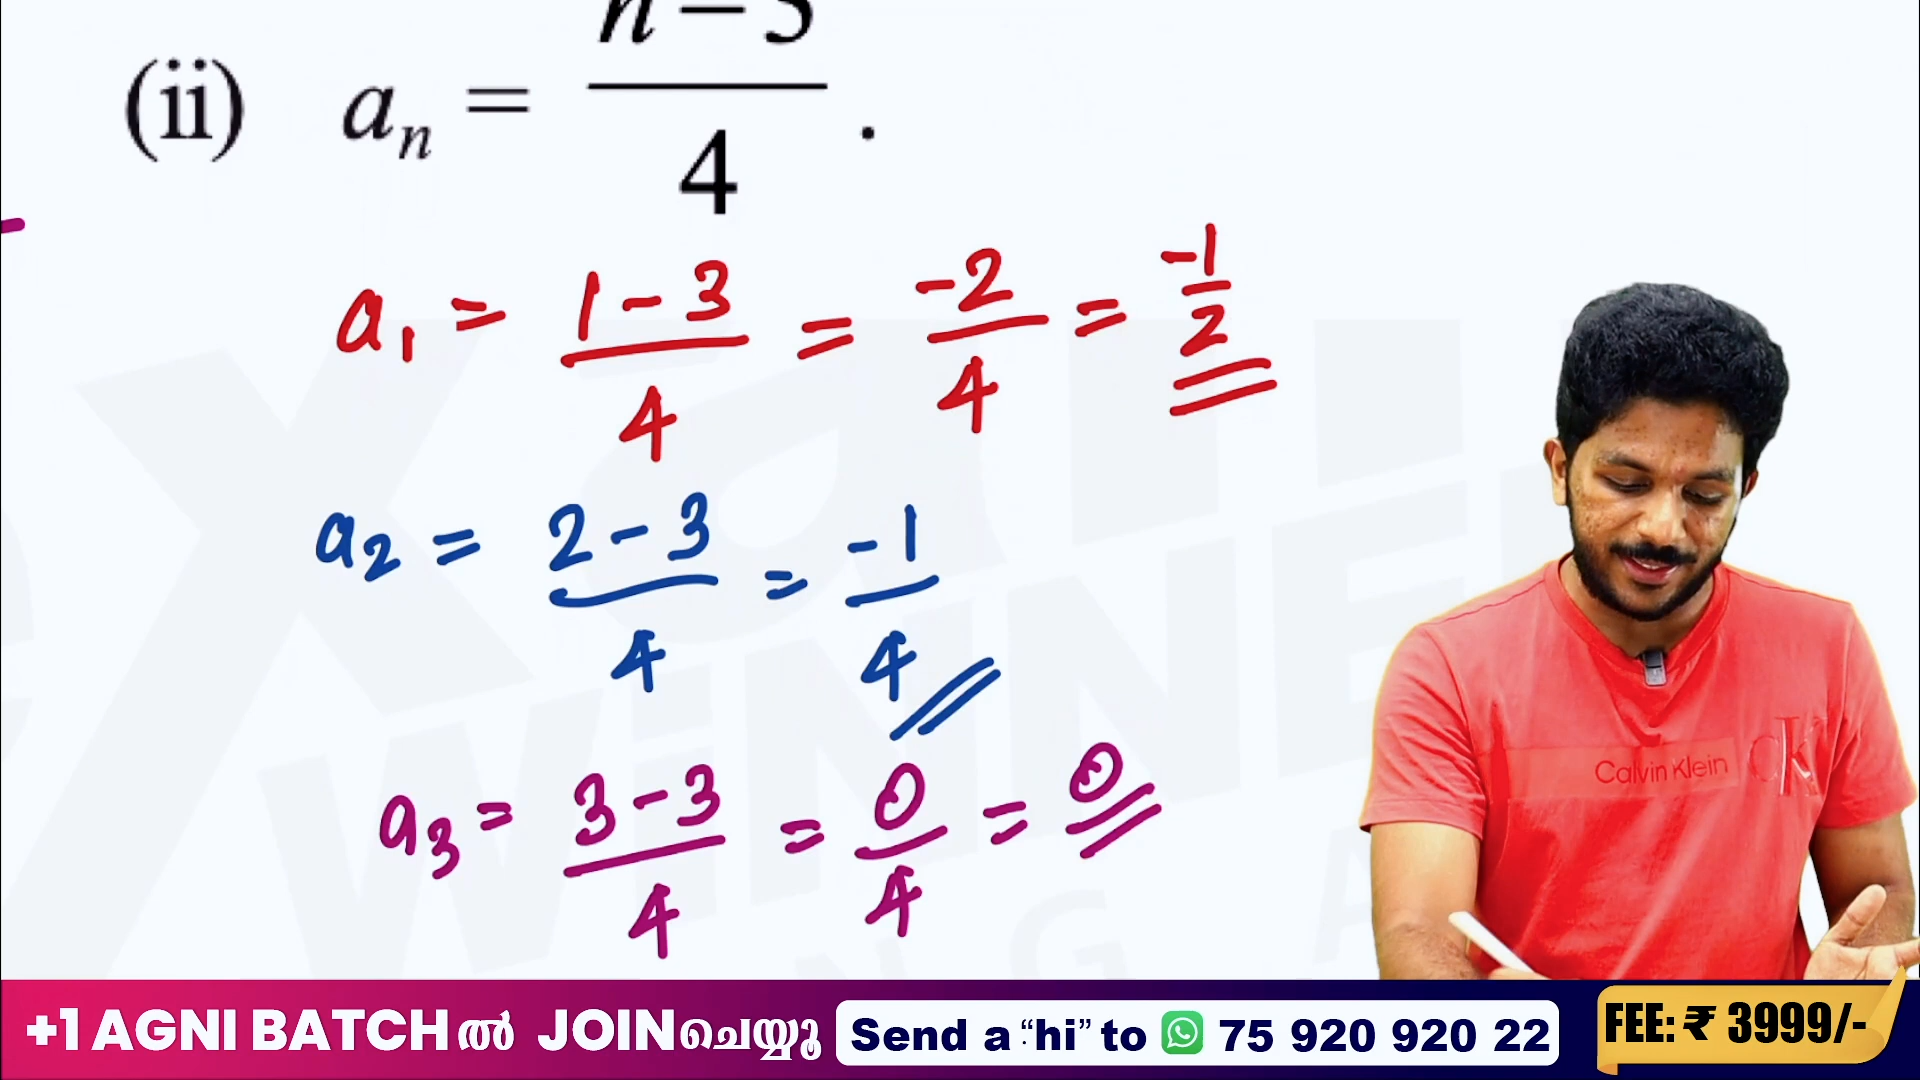 (ii) aₙ = n − 3 / 4 .
a₁ = 1 - 3 / 4 = -2 / 4 = -1 / 2
a₂ = 2 - 3 / 4 = -1 / 4
a₃ = 3 - 3 / 4 = 0 / 4 = 0
Calvin Klein CK
+1 AGNI BATCH ൽ JOIN ചെയ്യൂ Send a “hi” to 75 920 920 22 FEE: ₹ 3999/-